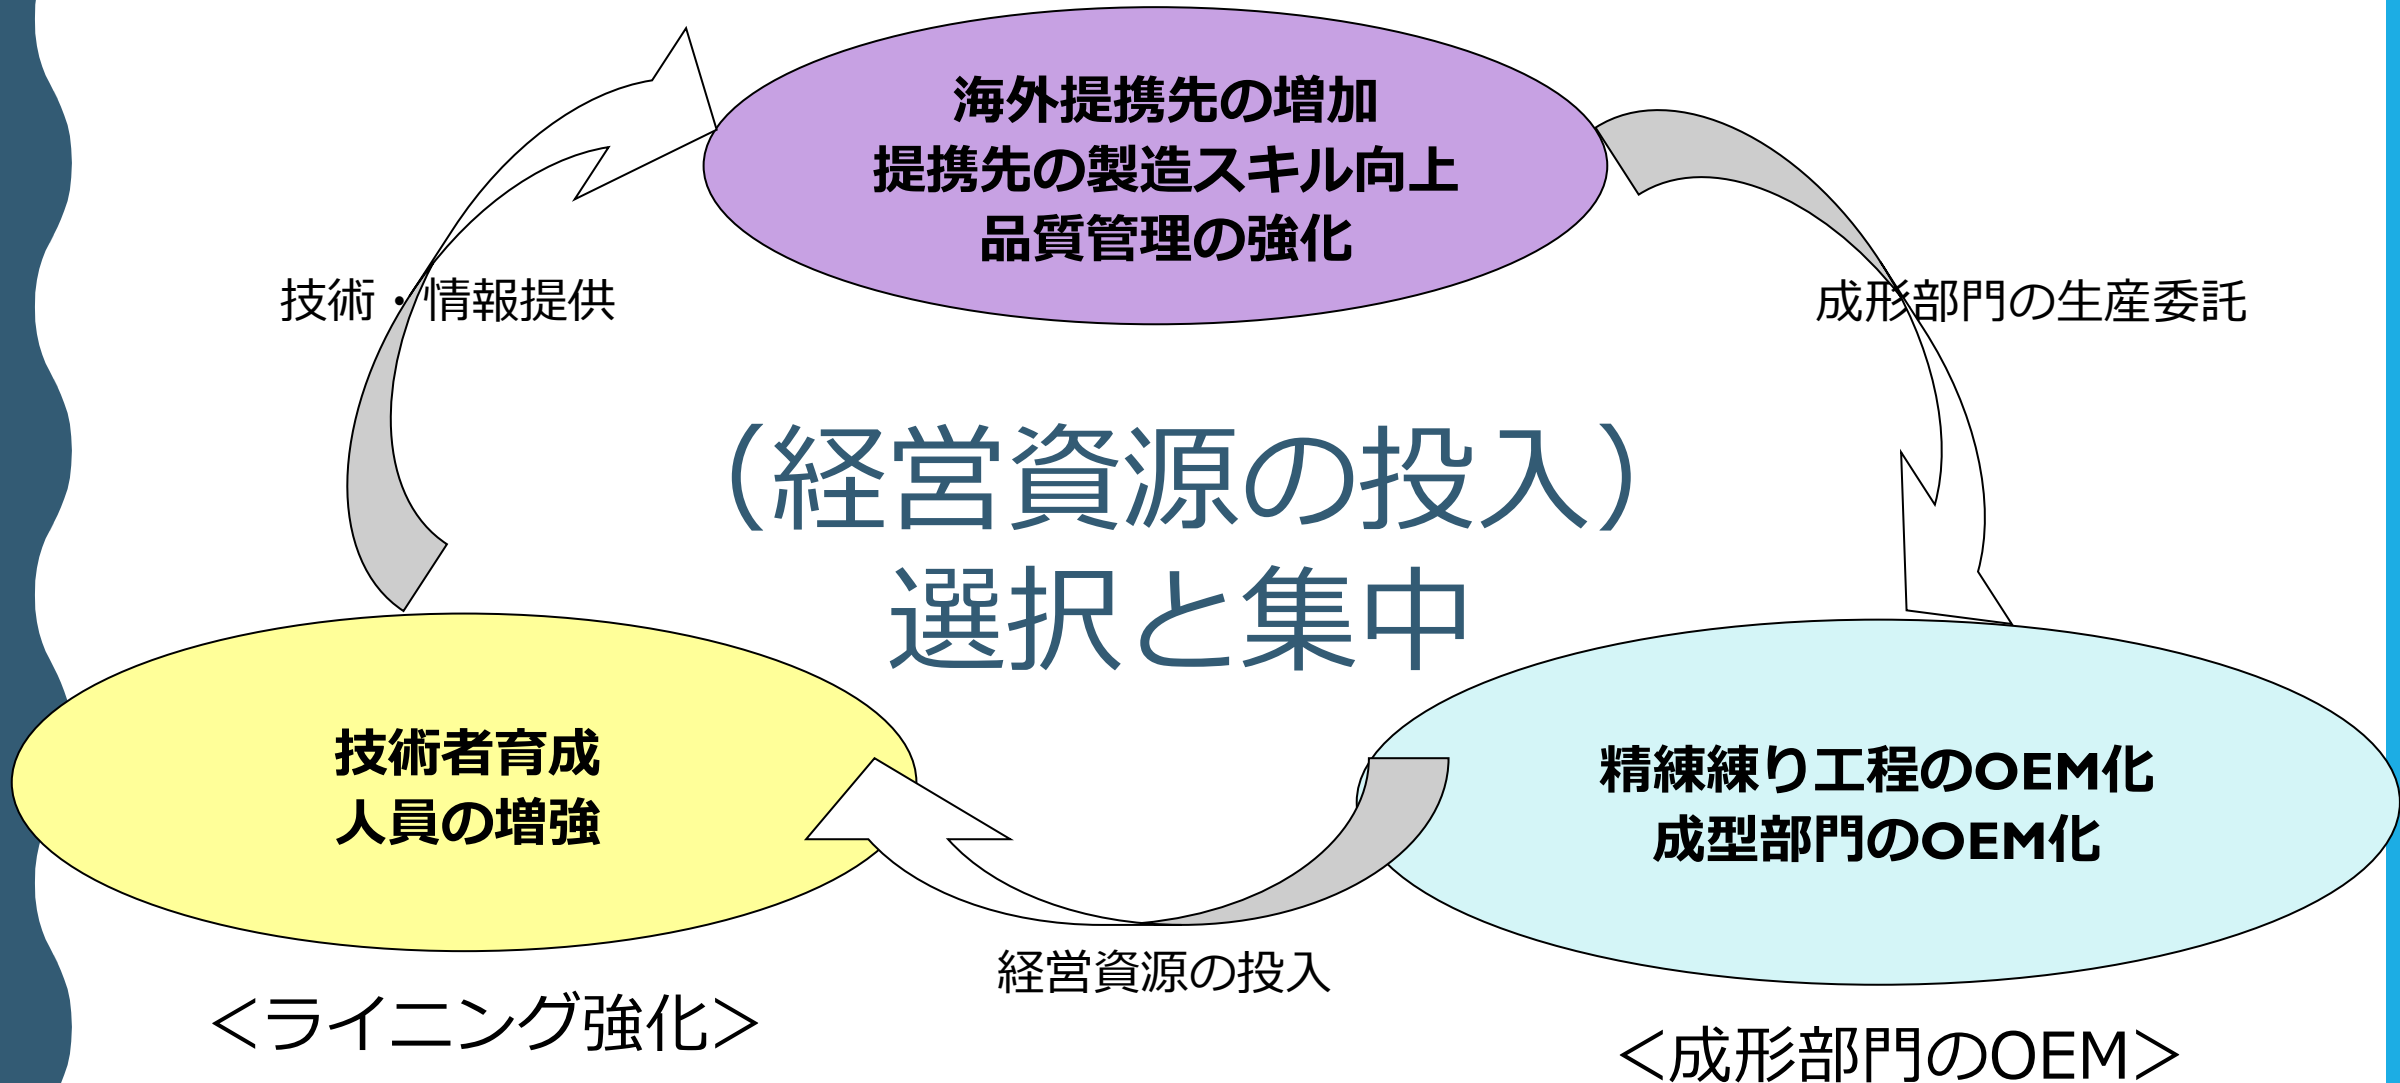 海外提携先の増加
提携先の製造スキル向上
品質管理の強化
技術・情報提供
成形部門の生産委託
（経営資源の投入）
選択と集中
技術者育成
人員の増強
精練練り工程のOEM化
成型部門のOEM化
経営資源の投入
＜ライニング強化＞
＜成形部門のOEM＞